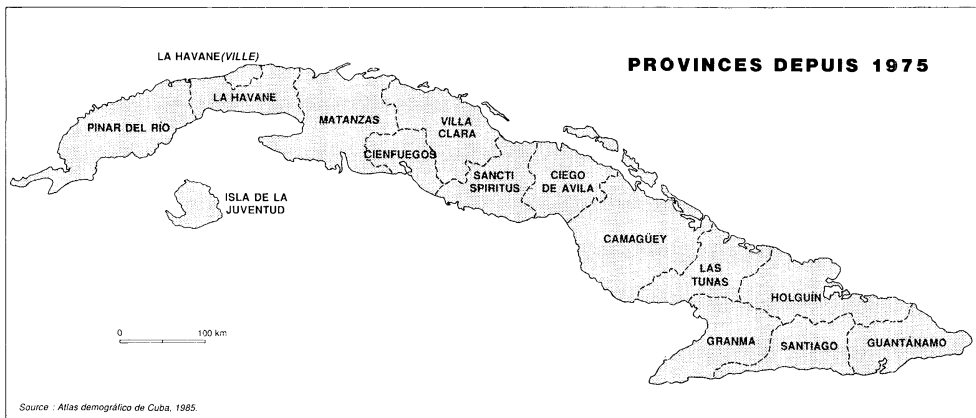 PROVINCES DEPUIS 1975
LA HAVANE (VILLE)
LA HAVANE
PINAR DEL RÍO
MATANZAS
VILLA
CLARA
CIENFUEGOS
ISLA DE LA
JUVENTUD
SANCTI
SPIRITUS
CIEGO
DE AVILA
CAMAGÜEY
LAS
TUNAS
HOLGUÍN
GRANMA
SANTIAGO
GUANTÁNAMO
0 100 km
Source : Atlas demográfico de Cuba, 1985.